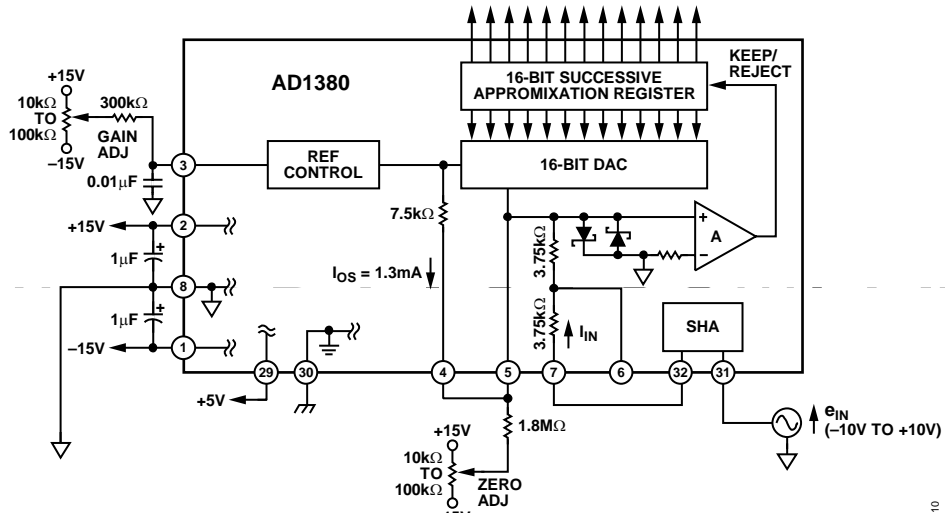 AD1380
KEEP/
REJECT
16-BIT SUCCESSIVE
APPROMIXATION REGISTER
+15V
10kΩ
TO
100kΩ
–15V
300kΩ
GAIN
ADJ
3
0.01μF
REF
CONTROL
16-BIT DAC
7.5kΩ
+15V
2
1μF
+
3.75kΩ
+
–
A
I_OS = 1.3mA
8
1μF
+
3.75kΩ
I_IN
SHA
–15V
1
29
30
4
5
7
6
32
31
+5V
1.8MΩ
e_IN
(–10V TO +10V)
+15V
10kΩ
TO
100kΩ
ZERO
ADJ
10